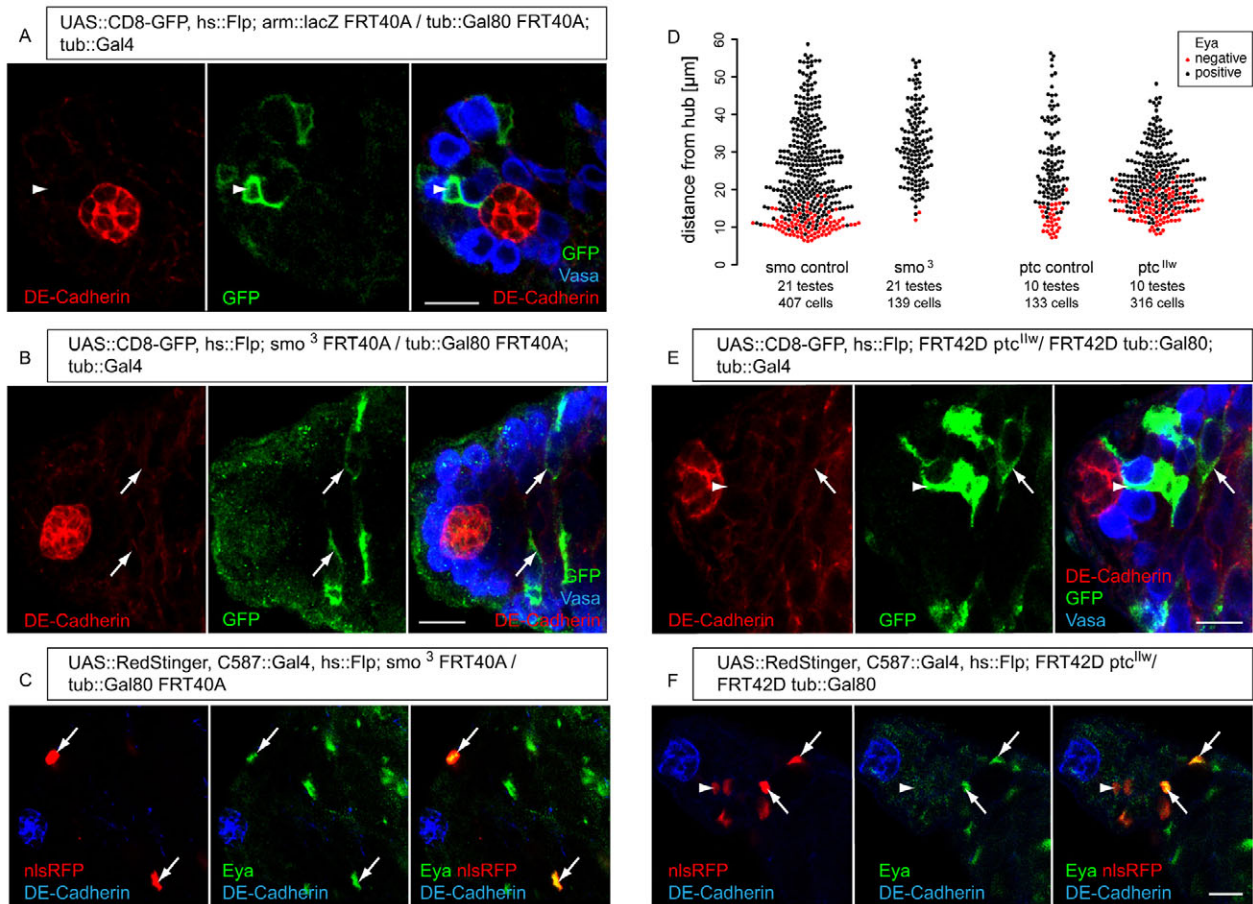 A
UAS::CD8-GFP, hs::Flp; arm::lacZ FRT40A / tub::Gal80 FRT40A;
tub::Gal4
DE-Cadherin
GFP
GFP
Vasa
DE-Cadherin
D
distance from hub [µm]
60
50
40
30
20
10
0
Eya
negative
positive
smo control
21 testes
407 cells
smo 3
21 testes
139 cells
ptc control
10 testes
133 cells
ptc IIw
10 testes
316 cells
B
UAS::CD8-GFP, hs::Flp; smo 3 FRT40A / tub::Gal80 FRT40A;
tub::Gal4
DE-Cadherin
GFP
GFP
Vasa
DE-Cadherin
E
UAS::CD8-GFP, hs::Flp; FRT42D ptcIIw/ FRT42D tub::Gal80;
tub::Gal4
DE-Cadherin
GFP
DE-Cadherin
GFP
Vasa
C
UAS::RedStinger, C587::Gal4, hs::Flp; smo 3 FRT40A /
tub::Gal80 FRT40A
nlsRFP
DE-Cadherin
Eya
DE-Cadherin
Eya nlsRFP
DE-Cadherin
F
UAS::RedStinger, C587::Gal4, hs::Flp; FRT42D ptcIIw/
FRT42D tub::Gal80
nlsRFP
DE-Cadherin
Eya
DE-Cadherin
Eya nlsRFP
DE-Cadherin